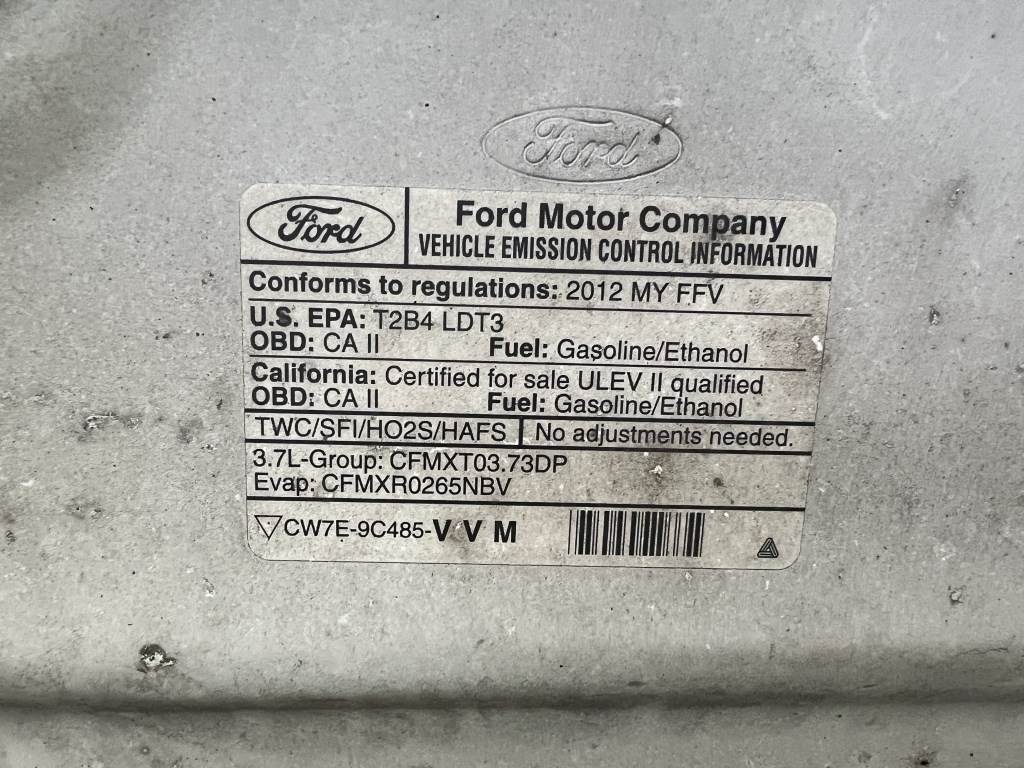 Ford
Ford
Ford Motor Company
VEHICLE EMISSION CONTROL INFORMATION
Conforms to regulations: 2012 MY FFV
U.S. EPA: T2B4 LDT3
OBD: CA II Fuel: Gasoline/Ethanol
California: Certified for sale ULEV II qualified
OBD: CA II Fuel: Gasoline/Ethanol
TWC/SFI/HO2S/HAFS No adjustments needed.
3.7L-Group: CFMXT03.73DP
Evap: CFMXR0265NBV
CW7E-9C485-V V M